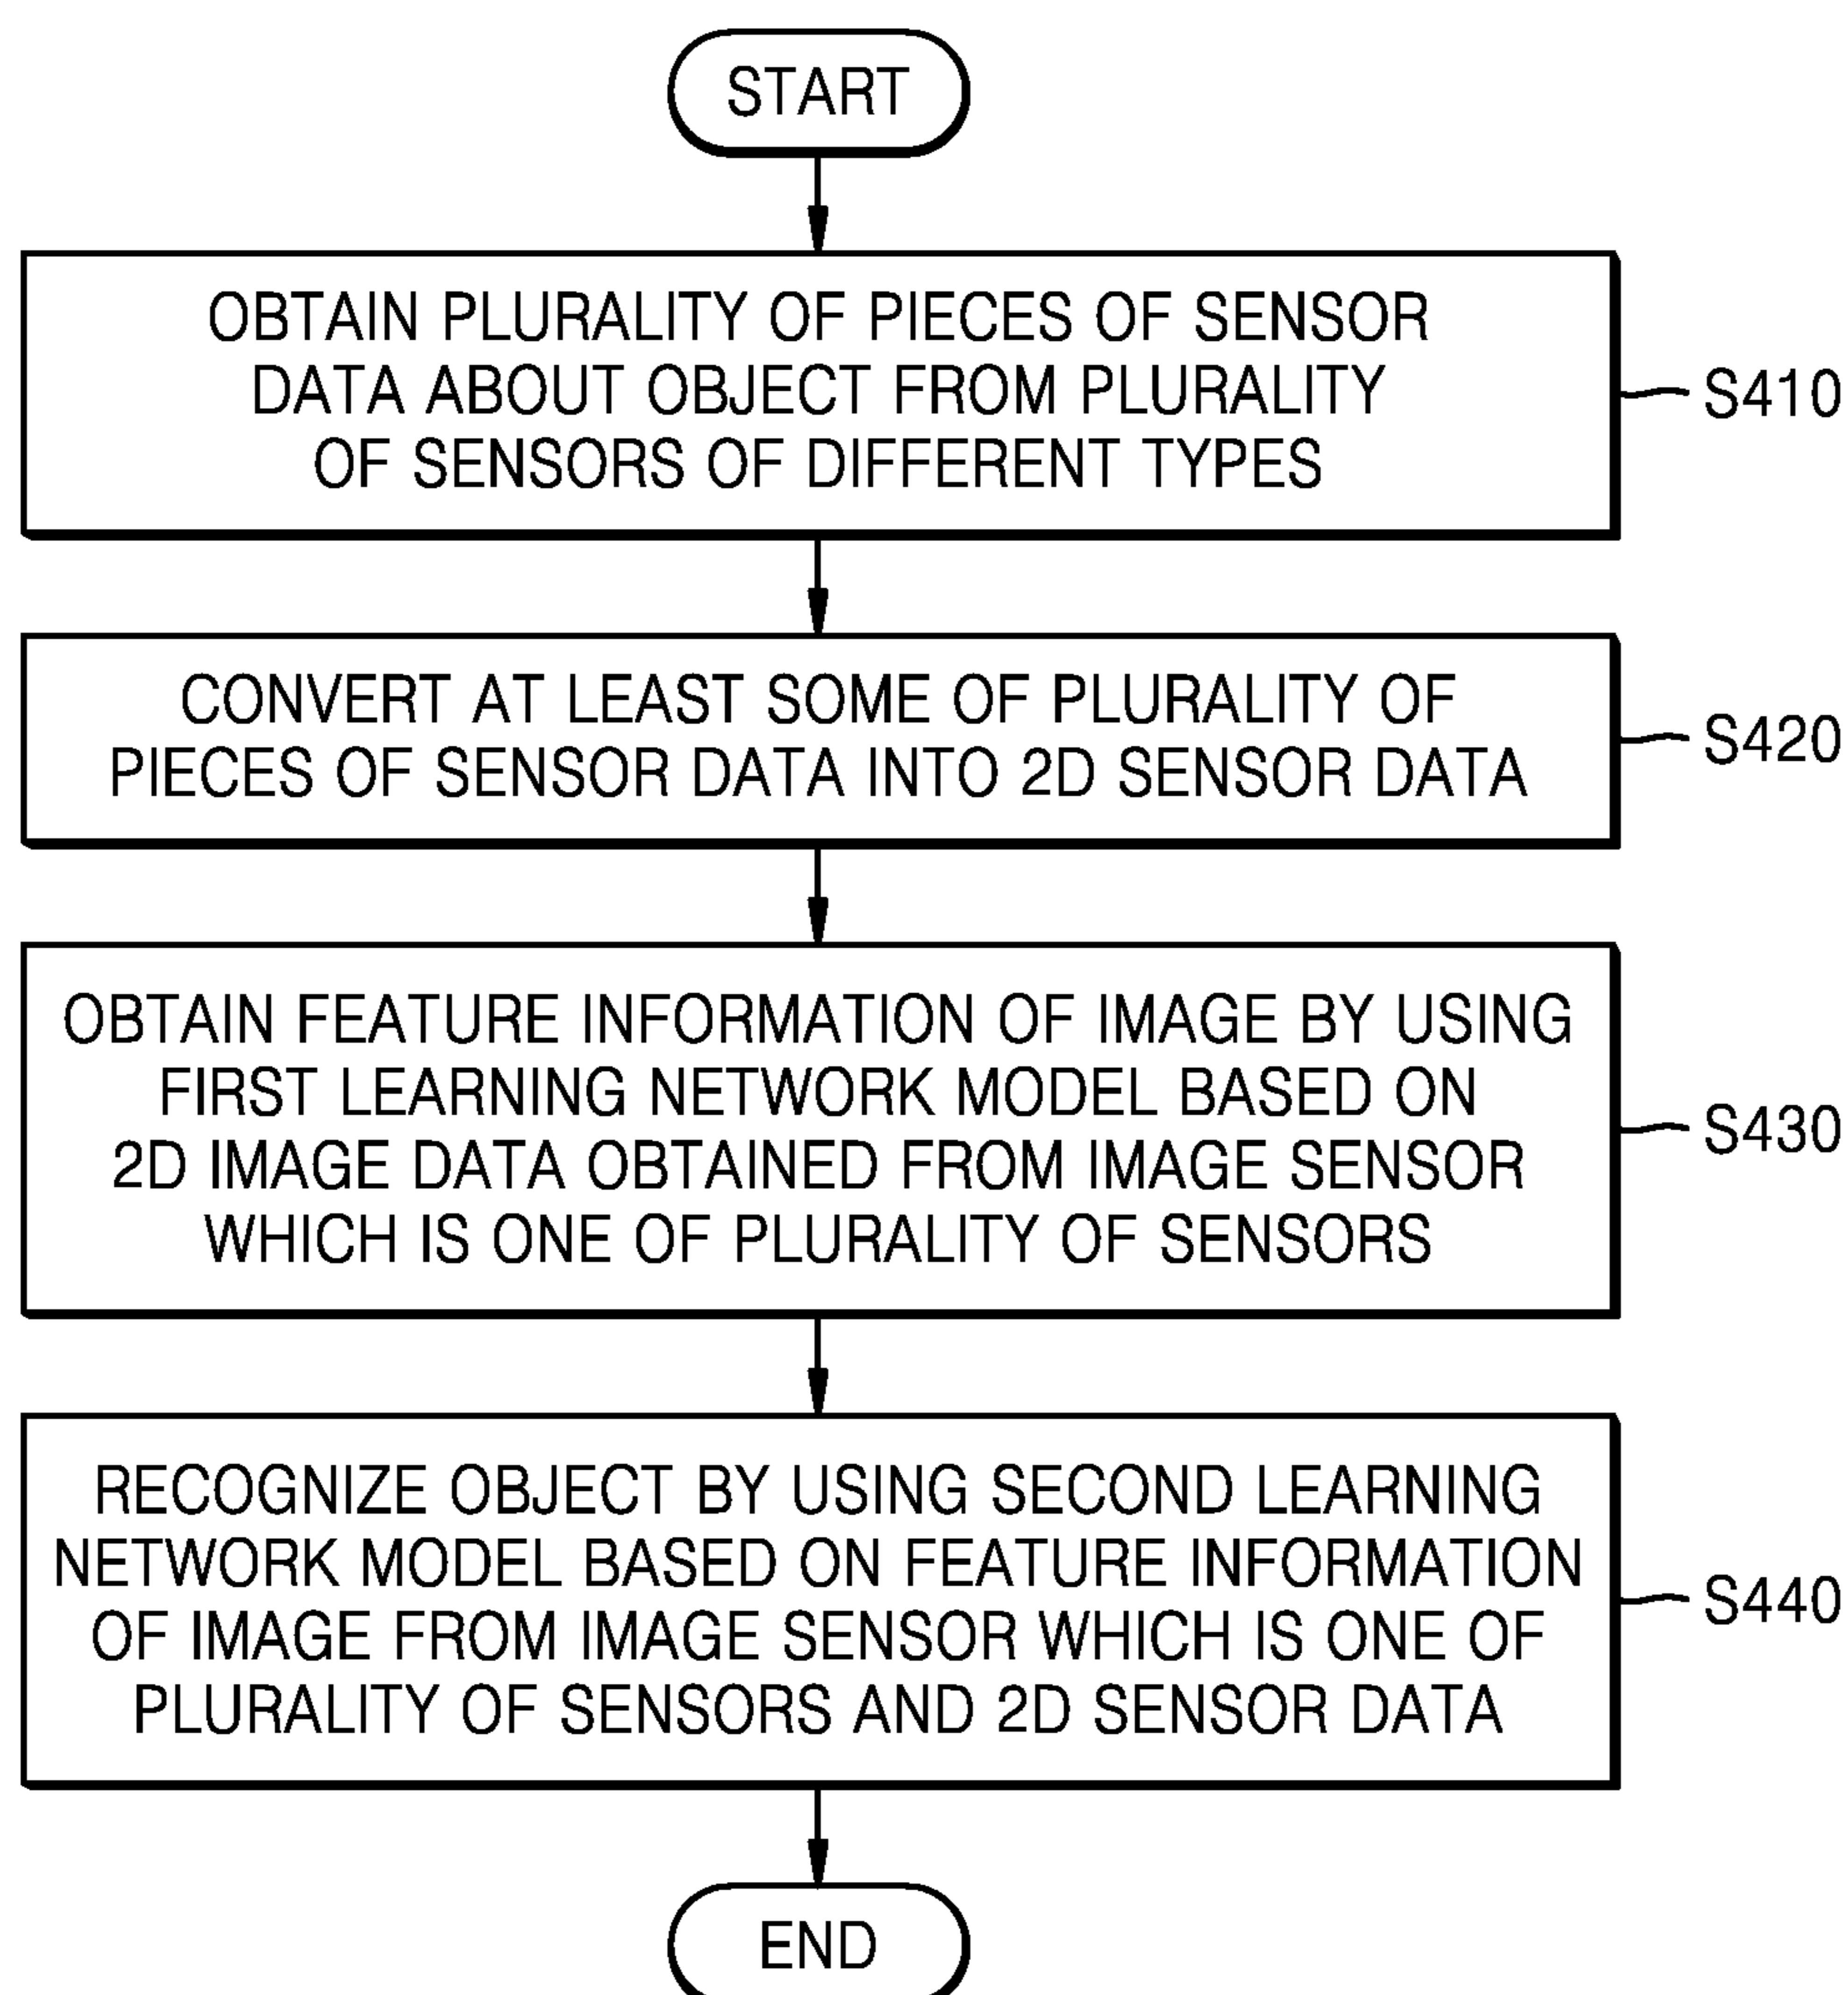 START
OBTAIN PLURALITY OF PIECES OF SENSOR
DATA ABOUT OBJECT FROM PLURALITY
OF SENSORS OF DIFFERENT TYPES
S410
CONVERT AT LEAST SOME OF PLURALITY OF
PIECES OF SENSOR DATA INTO 2D SENSOR DATA
S420
OBTAIN FEATURE INFORMATION OF IMAGE BY USING
FIRST LEARNING NETWORK MODEL BASED ON
2D IMAGE DATA OBTAINED FROM IMAGE SENSOR
WHICH IS ONE OF PLURALITY OF SENSORS
S430
RECOGNIZE OBJECT BY USING SECOND LEARNING
NETWORK MODEL BASED ON FEATURE INFORMATION
OF IMAGE FROM IMAGE SENSOR WHICH IS ONE OF
PLURALITY OF SENSORS AND 2D SENSOR DATA
S440
END